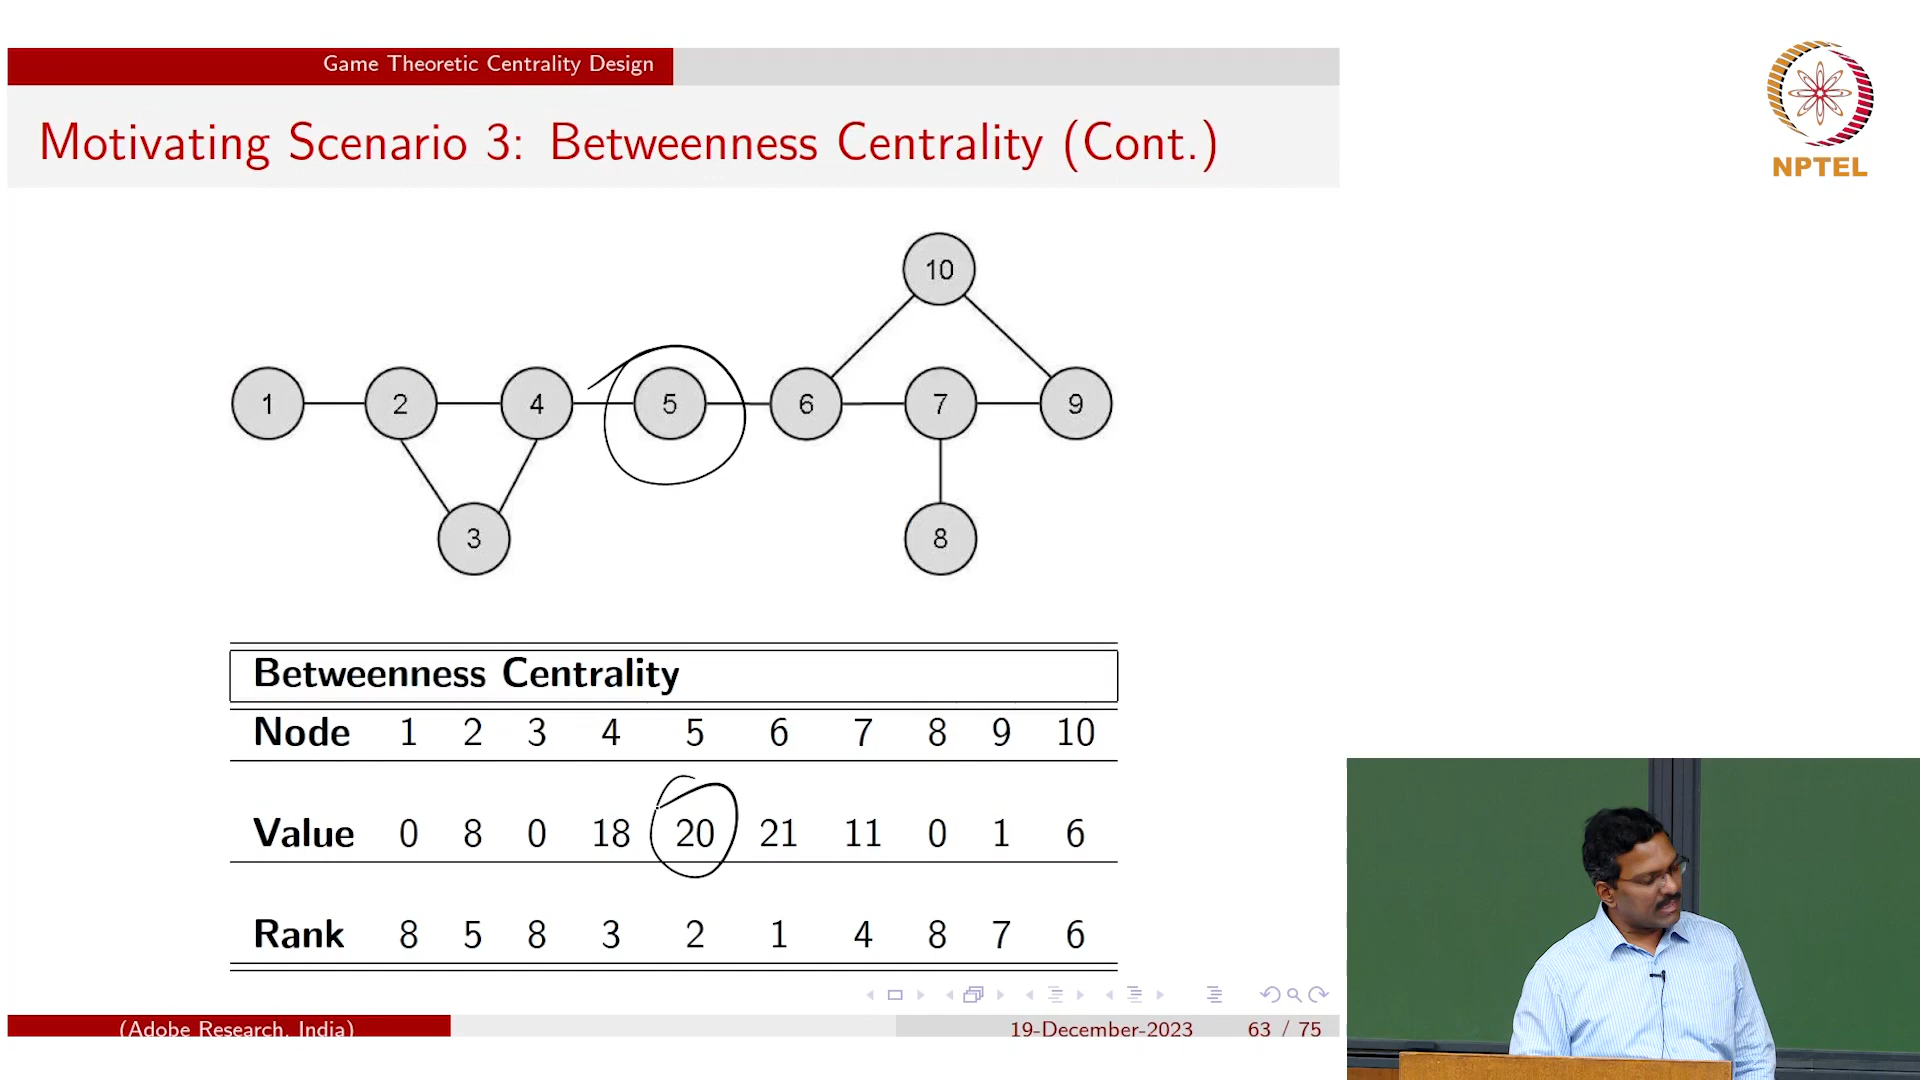 Game Theoretic Centrality Design
NPTEL
Motivating Scenario 3: Betweenness Centrality (Cont.)
10
1 2 4 5 6 7 9
3 8
Betweenness Centrality
Node 1 2 3 4 5 6 7 8 9 10
Value 0 8 0 18 20 21 11 0 1 6
Rank 8 5 8 3 2 1 4 8 7 6
(Adobe Research, India) 19-December-2023 63 / 75